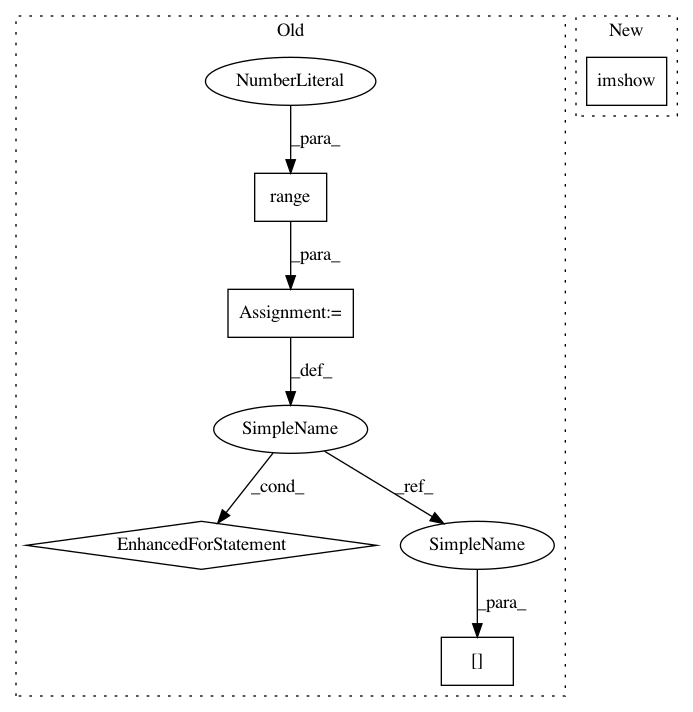 Old
New
NumberLiteral
imshow
_para_
range
_para_
Assignment:=
_def_
SimpleName
_cond_
_ref_
EnhancedForStatement
SimpleName
_para_
[]